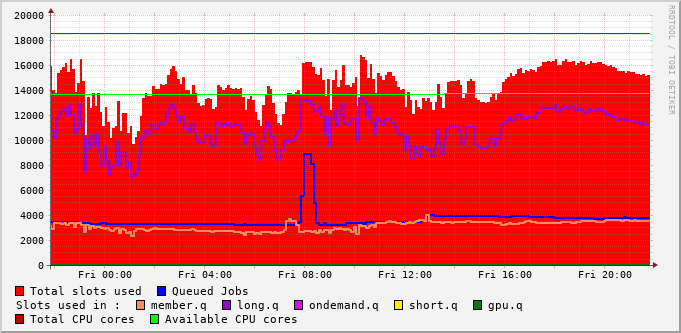 20000
18000
16000
14000
12000
10000
8000
6000
4000
2000
0
Fri 00:00 Fri 04:00 Fri 08:00 Fri 12:00 Fri 16:00 Fri 20:00
Total slots used Queued Jobs
Slots used in : member.q long.q ondemand.q short.q gpu.q
Total CPU cores Available CPU cores
RRDTOOL / TOBI OETIKER